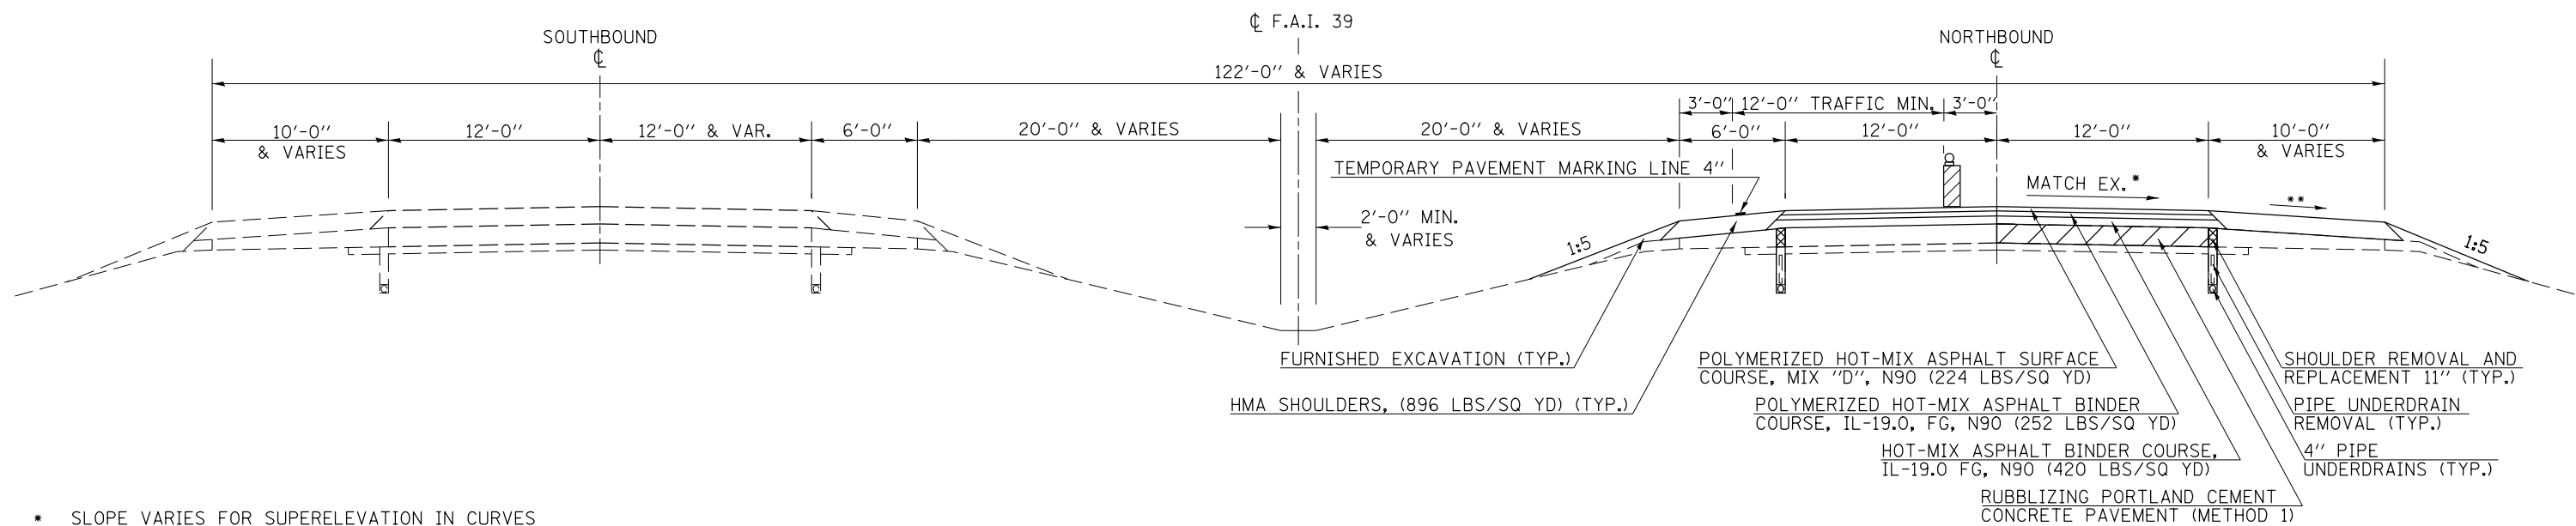 ℄ F.A.I. 39
SOUTHBOUND
℄
NORTHBOUND
℄
122'-0" & VARIES
3'-0"
12'-0" TRAFFIC MIN.
3'-0"
10'-0"
& VARIES
12'-0"
12'-0" & VAR.
6'-0"
20'-0" & VARIES
20'-0" & VARIES
6'-0"
12'-0"
12'-0"
10'-0"
& VARIES
TEMPORARY PAVEMENT MARKING LINE 4"
MATCH EX.*
**
2'-0" MIN.
& VARIES
1:5
1:5
FURNISHED EXCAVATION (TYP.)
HMA SHOULDERS, (896 LBS/SQ YD) (TYP.)
POLYMERIZED HOT-MIX ASPHALT SURFACE
COURSE, MIX "D", N90 (224 LBS/SQ YD)
POLYMERIZED HOT-MIX ASPHALT BINDER
COURSE, IL-19.0, FG, N90 (252 LBS/SQ YD)
HOT-MIX ASPHALT BINDER COURSE,
IL-19.0 FG, N90 (420 LBS/SQ YD)
RUBBLIZING PORTLAND CEMENT
CONCRETE PAVEMENT (METHOD 1)
SHOULDER REMOVAL AND
REPLACEMENT 11" (TYP.)
PIPE UNDERDRAIN
REMOVAL (TYP.)
4" PIPE
UNDERDRAINS (TYP.)
* SLOPE VARIES FOR SUPERELEVATION IN CURVES